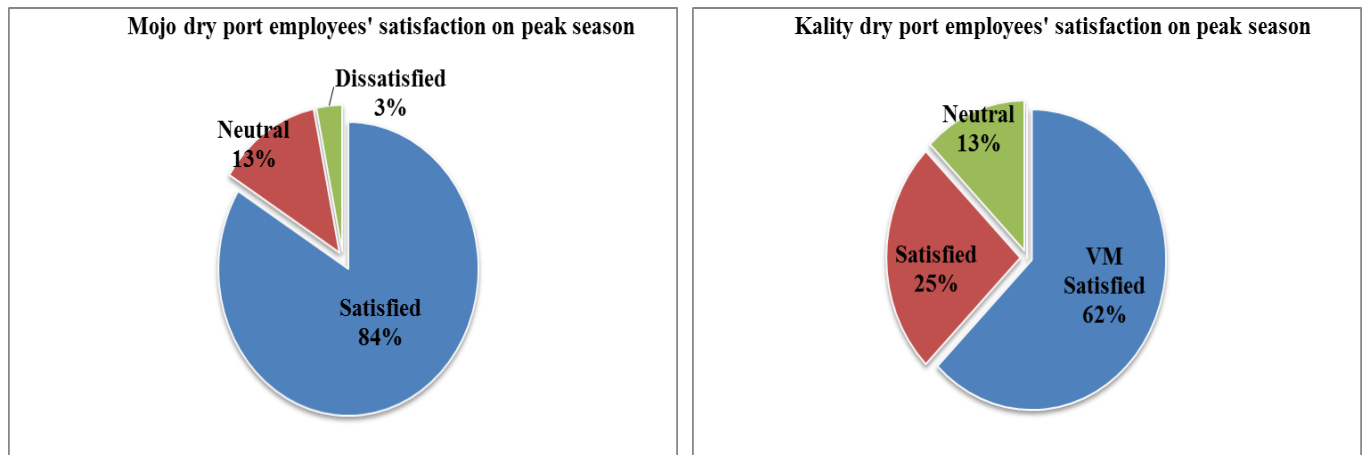 Mojo dry port employees' satisfaction on peak season
Dissatisfied
3%
Neutral
13%
Satisfied
84%
Kality dry port employees' satisfaction on peak season
Neutral
13%
Satisfied
25%
VM
Satisfied
62%